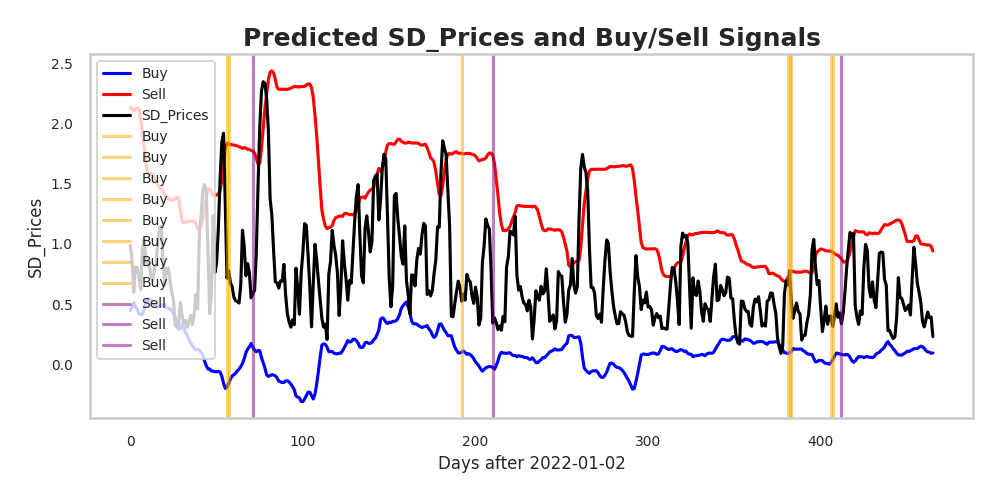 Predicted SD_Prices and Buy/Sell Signals
2.5
2.0
1.5
1.0
0.5
0.0
SD_Prices
Buy
Sell
SD_Prices
Buy
Buy
Buy
Buy
Buy
Buy
Buy
Buy
Sell
Sell
Sell
0
100
200
300
400
Days after 2022-01-02